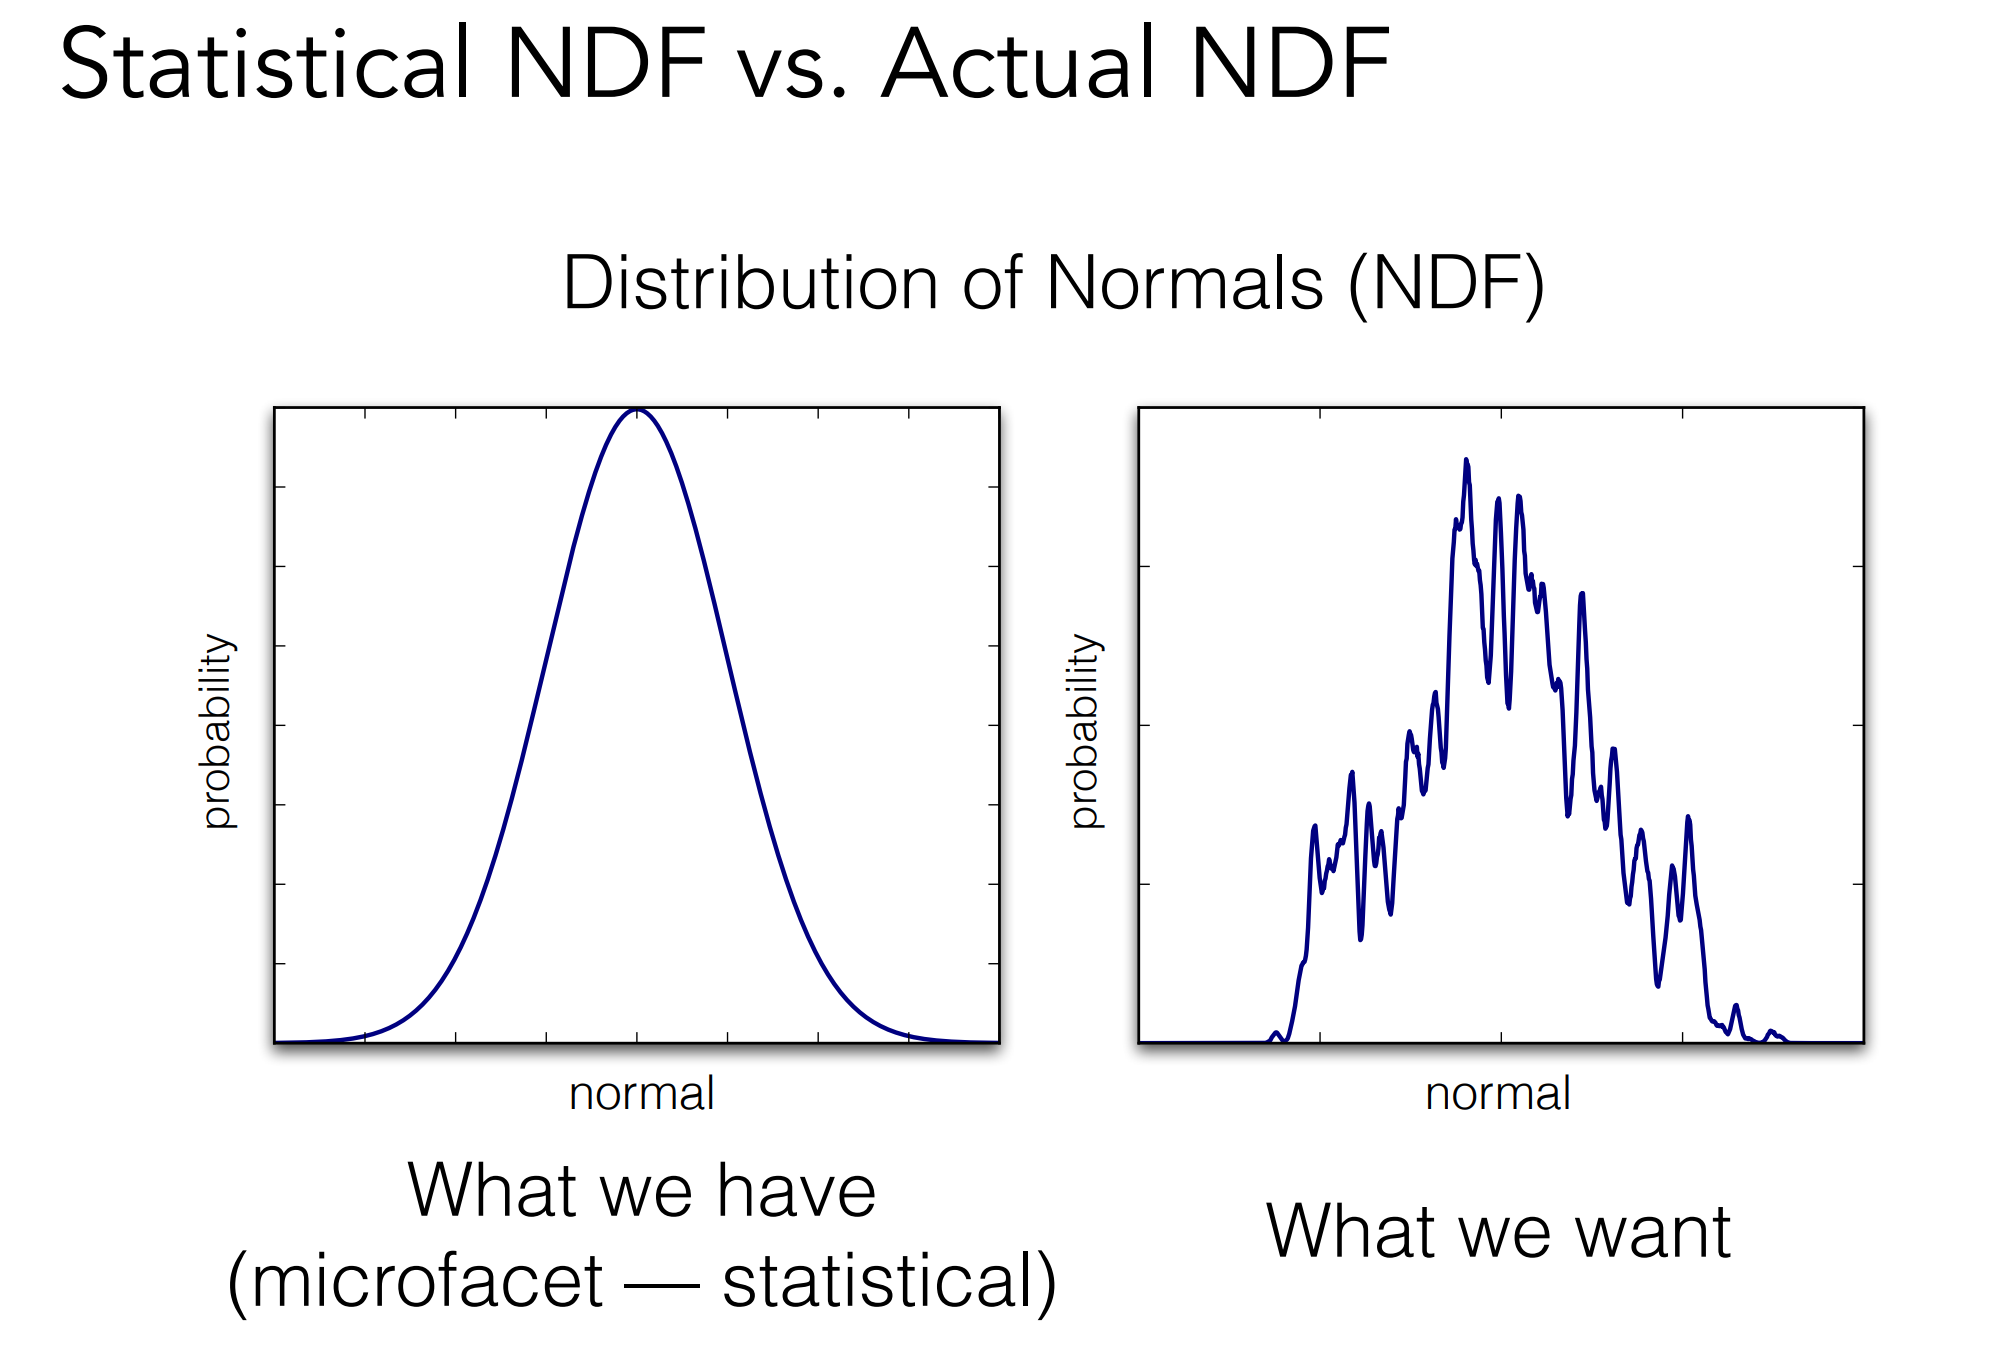 Statistical NDF vs. Actual NDF
Distribution of Normals (NDF)
probability
normal
probability
normal
What we have
(microfacet — statistical)
What we want